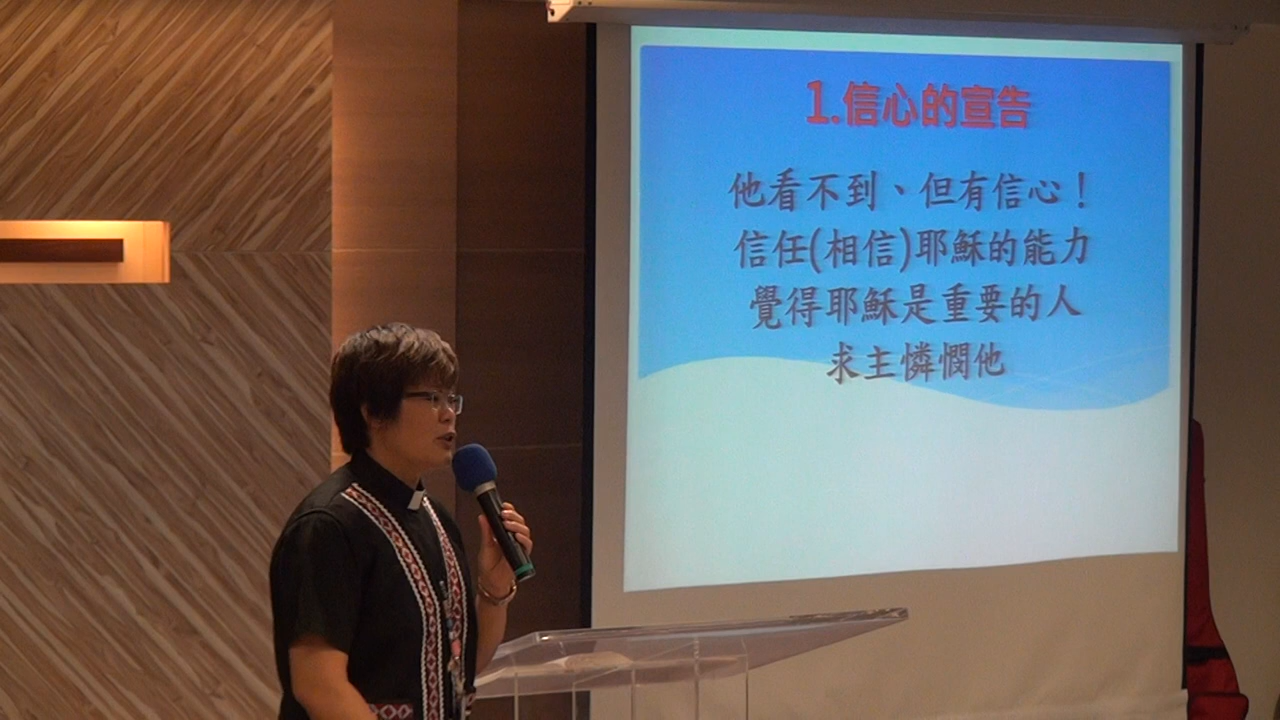 1.信心的宣告
他看不到、但有信心！
信任(相信)耶穌的能力
覺得耶穌是重要的人
求主憐憫他